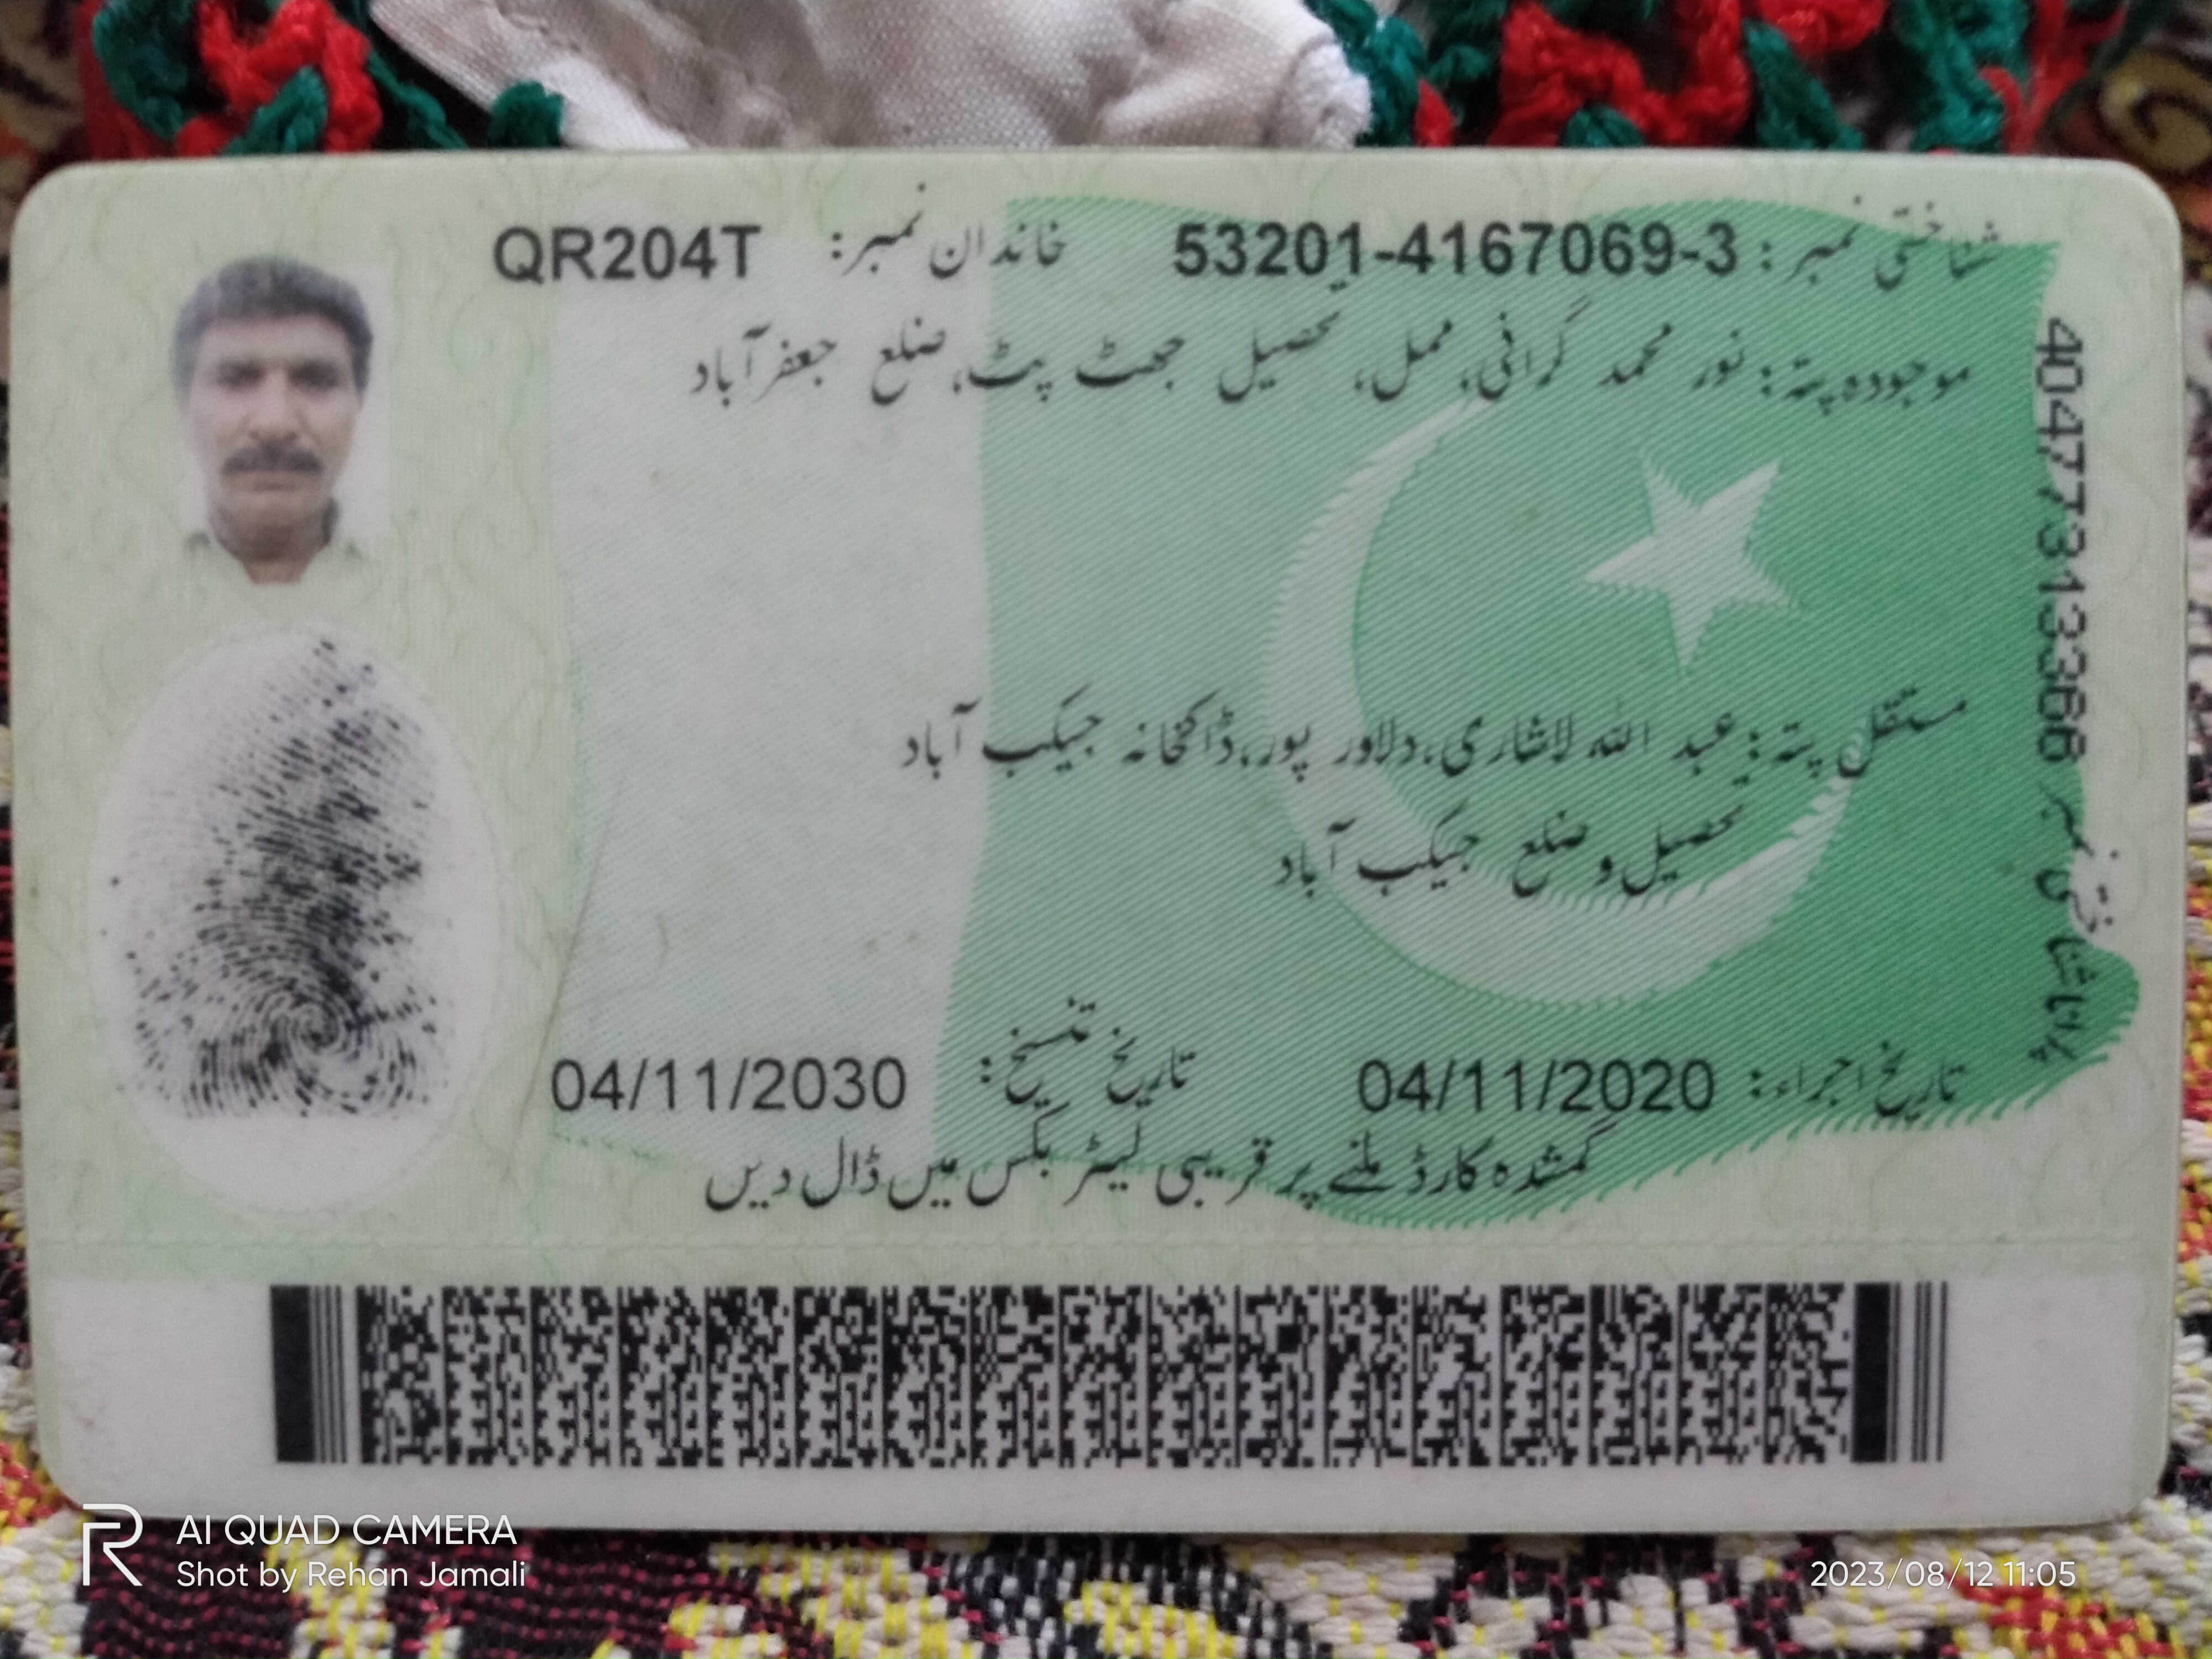 شناختی نمبر: 53201-4167069-3 خاندان نمبر: QR204T
موجودہ پتہ: نور محمد گرانی، ممل، تحصیل جھٹ پٹ، ضلع جعفر آباد
مستقل پتہ: عبد اللہ لاشاری، دلاور پور، ڈاکخانہ جیکب آباد
تحصیل و ضلع جیکب آباد
تاریخ اجراء: 04/11/2020 تاریخ تنسیخ: 04/11/2030
گمشدہ کارڈ ملنے پر قریبی لیٹر بکس میں ڈال دیں
شناختی نمبر 40477313366
AI QUAD CAMERA
Shot by Rehan Jamali
2023/08/12 11:05